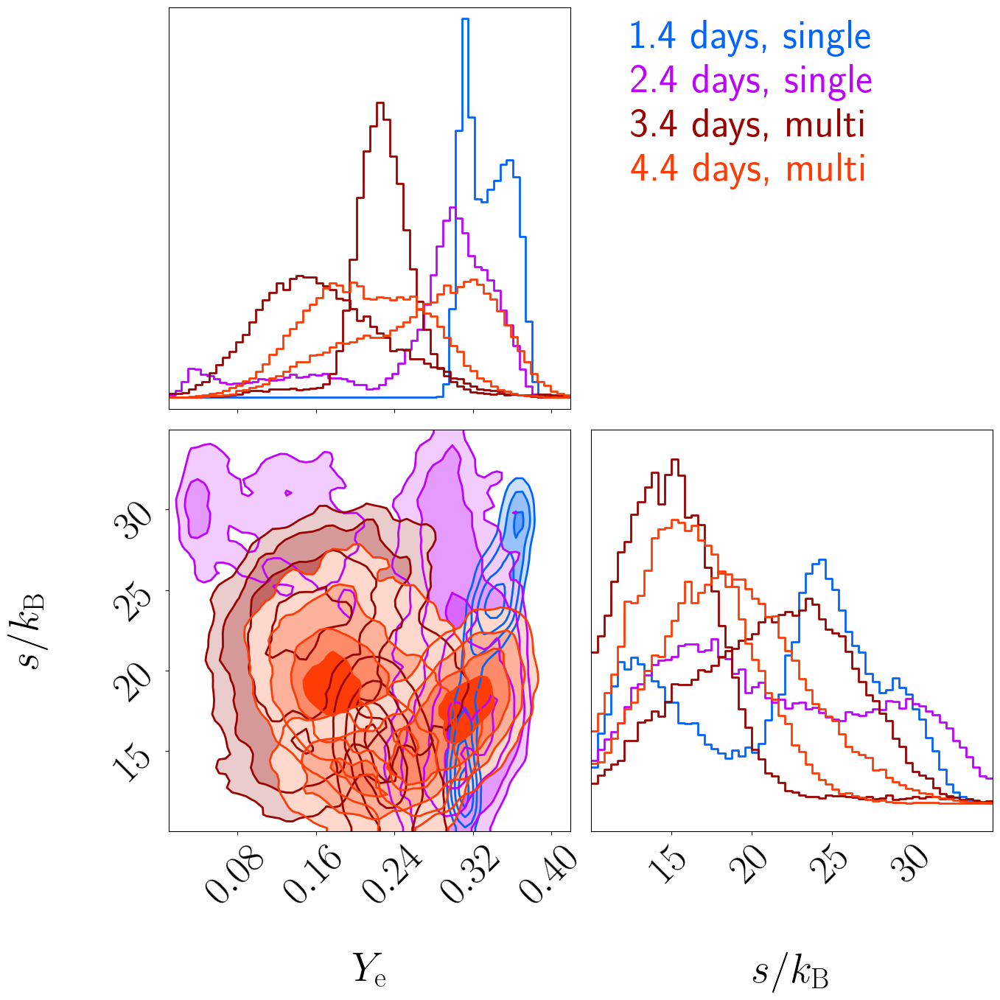 1.4 days, single
2.4 days, single
3.4 days, multi
4.4 days, multi
s/k_B
30
25
20
15
0.08 0.16 0.24 0.32 0.40
15 20 25 30
Y_e
s/k_B